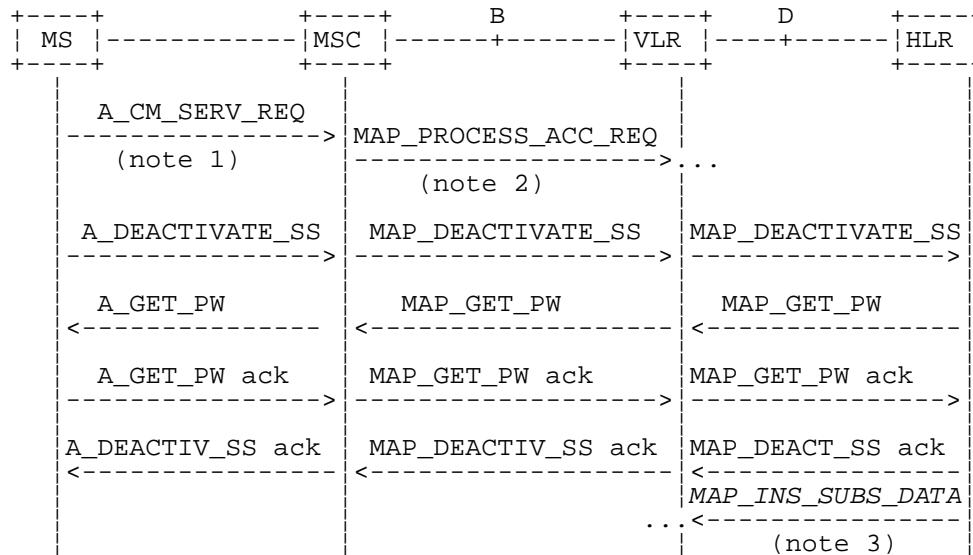 B D
MS MSC VLR HLR
A_CM_SERV_REQ
MAP_PROCESS_ACC_REQ
(note 1) ...
(note 2)
A_DEACTIVATE_SS MAP_DEACTIVATE_SS MAP_DEACTIVATE_SS
A_GET_PW MAP_GET_PW MAP_GET_PW
A_GET_PW ack MAP_GET_PW ack MAP_GET_PW ack
A_DEACTIV_SS ack MAP_DEACTIV_SS ack MAP_DEACT_SS ack
MAP_INS_SUBS_DATA
...
(note 3)